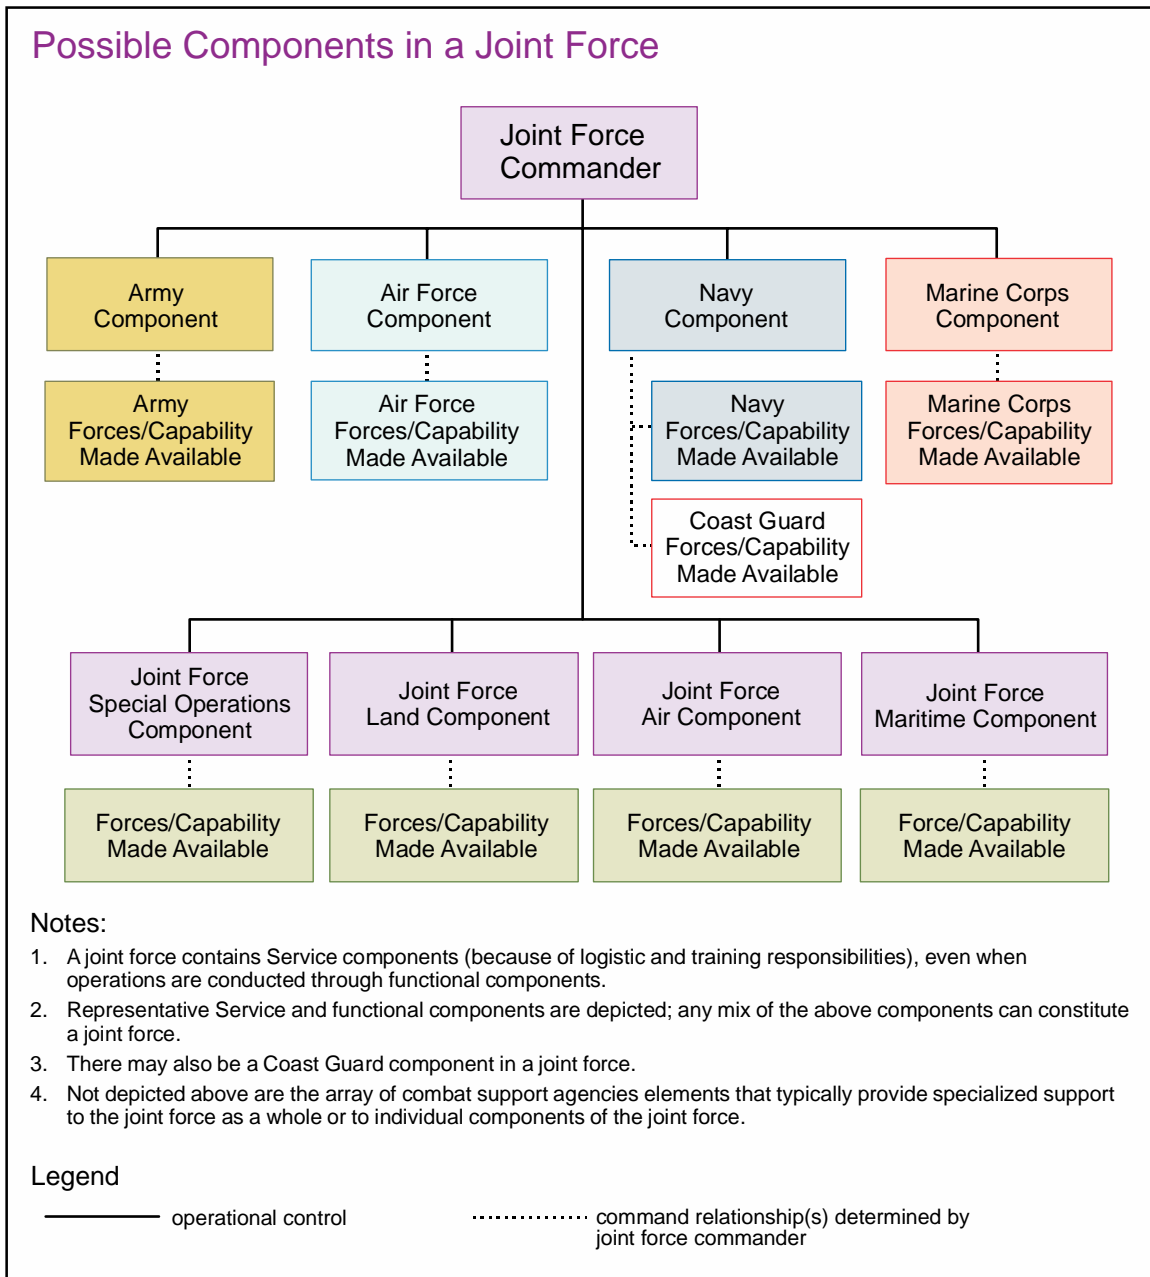 Possible Components in a Joint Force
Joint Force
Commander
Army
Component
Air Force
Component
Navy
Component
Marine Corps
Component
Army
Forces/Capability
Made Available
Air Force
Forces/Capability
Made Available
Navy
Forces/Capability
Made Available
Marine Corps
Forces/Capability
Made Available
Coast Guard
Forces/Capability
Made Available
Joint Force
Special Operations
Component
Joint Force
Land Component
Joint Force
Air Component
Joint Force
Maritime Component
Forces/Capability
Made Available
Forces/Capability
Made Available
Forces/Capability
Made Available
Force/Capability
Made Available
Notes:
1. A joint force contains Service components (because of logistic and training responsibilities), even when
operations are conducted through functional components.
2. Representative Service and functional components are depicted; any mix of the above components can constitute
a joint force.
3. There may also be a Coast Guard component in a joint force.
4. Not depicted above are the array of combat support agencies elements that typically provide specialized support
to the joint force as a whole or to individual components of the joint force.
Legend
operational control
command relationship(s) determined by
joint force commander